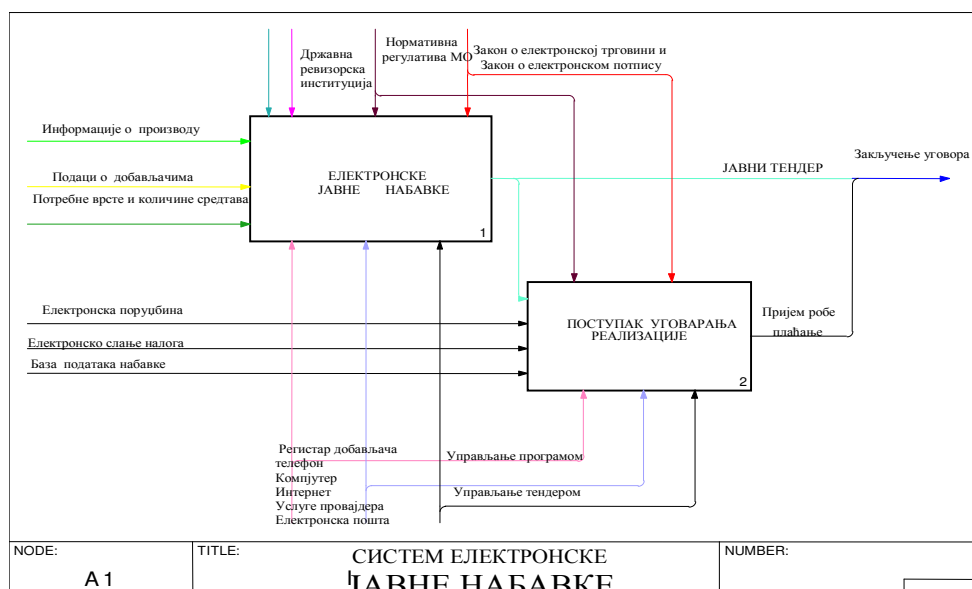 Државна
ревизорска
институција
Нормативна
регулатива МО
Закон о електронској трговини и
Закон о електронском потпису
Информације о производу
Подаци о добављачима
Потребне врсте и количине средтава
ЕЛЕКТРОНСКЕ
ЈАВНЕ НАБАВКЕ
1
ЈАВНИ ТЕНДЕР
Закључење уговора
Електронска поруџбина
Електронско слање налога
База података набавке
ПОСТУПАК УГОВАРАЊА
РЕАЛИЗАЦИЈЕ
2
Пријем робе
плаћање
Регистар добављача
телефон
Компјутер
Интернет
Услуге провајдера
Електронска пошта
Управљање програмом
Управљање тендером
NODE:
A 1
TITLE:
СИСТЕМ ЕЛЕКТРОНСКЕ
ЈАВНЕ НАБАВКЕ
NUMBER: